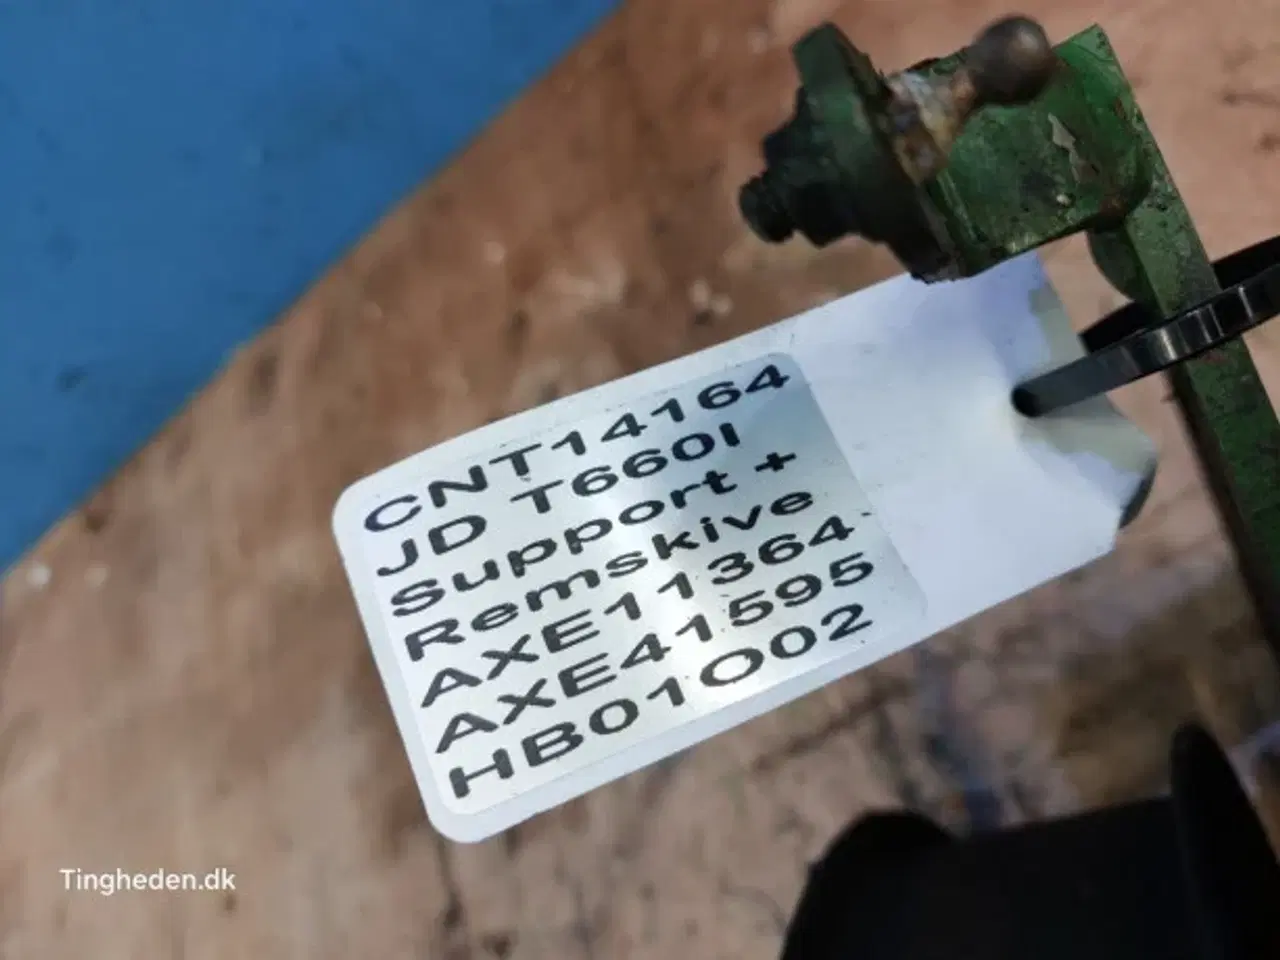 CNT14164
JD T660I
Support +
Remskive
AXE11364
AXE41595
HB01O02
Tingheden.dk